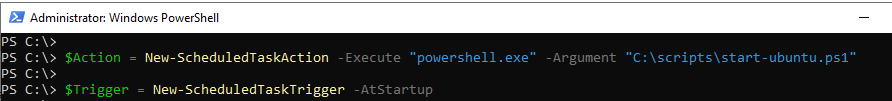 Administrator: Windows PowerShell
PS C:\>
PS C:\> $Action = New-ScheduledTaskAction -Execute "powershell.exe" -Argument "C:\scripts\start-ubuntu.ps1"
PS C:\>
PS C:\> $Trigger = New-ScheduledTaskTrigger -AtStartup